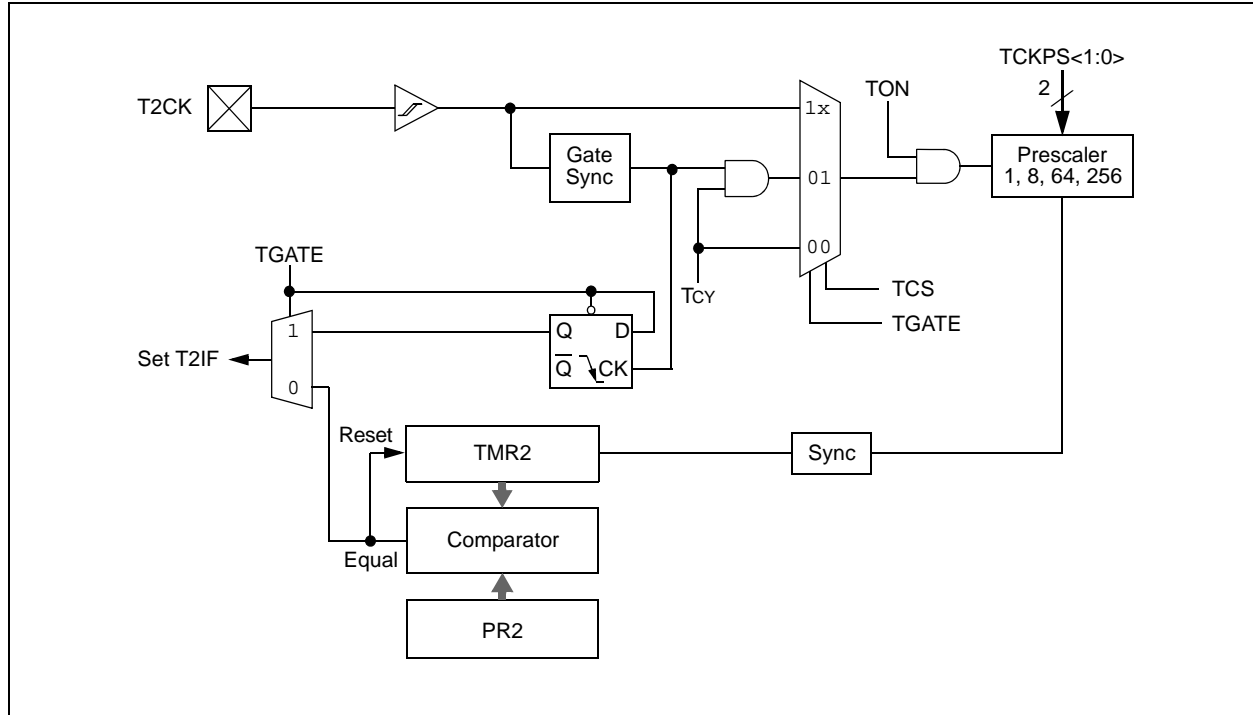 TCKPS<1:0>
2
T2CK
TON
1x
Gate
Sync
Prescaler
1, 8, 64, 256
01
00
TGATE
TCY
TCS
TGATE
1
Q
D
Set T2IF
Q
CK
0
Reset
TMR2
Sync
Comparator
Equal
PR2